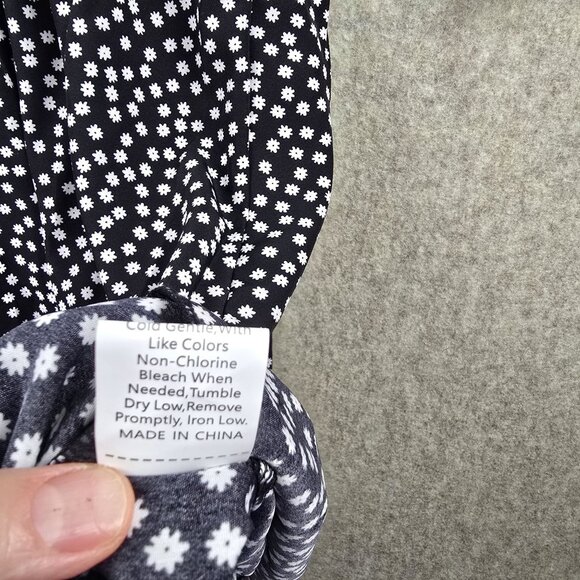 Cold Gentle,With
Like Colors
Non-Chlorine
Bleach When
Needed,Tumble
Dry Low,Remove
Promptly, Iron Low.
MADE IN CHINA